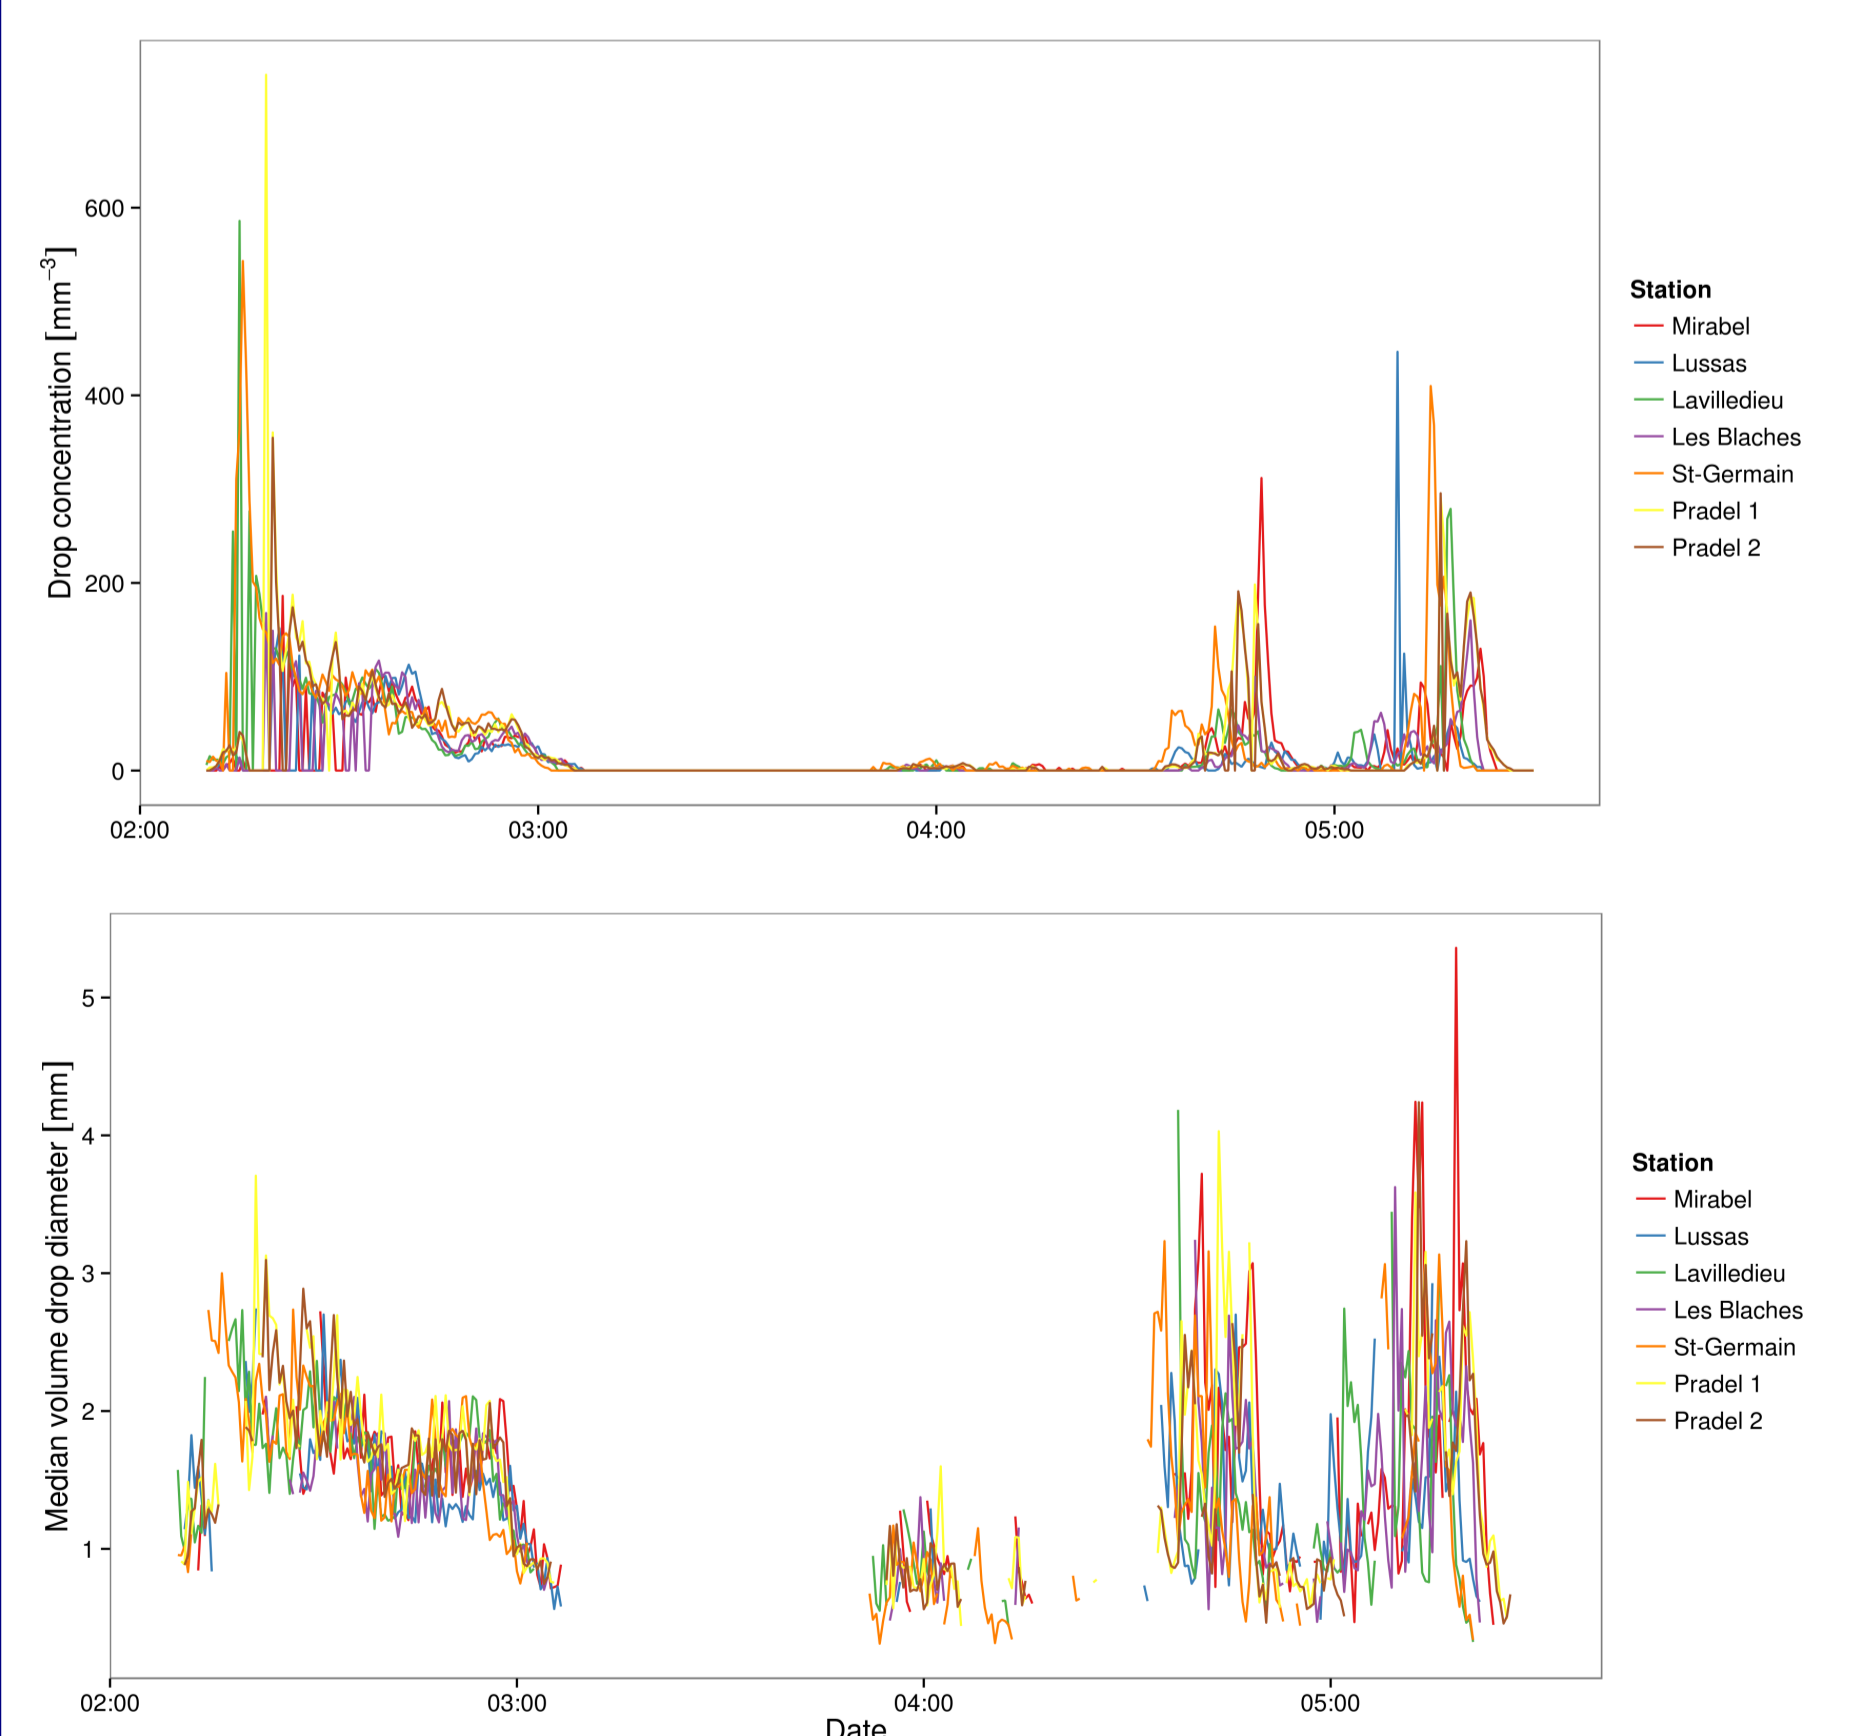 600
400
200
0
Drop concentration [mm−3]
02:00
03:00
04:00
05:00
Station
Mirabel
Lussas
Lavilledieu
Les Blaches
St-Germain
Pradel 1
Pradel 2
5
4
3
2
1
Median volume drop diameter [mm]
02:00
03:00
04:00
05:00
Date
Station
Mirabel
Lussas
Lavilledieu
Les Blaches
St-Germain
Pradel 1
Pradel 2